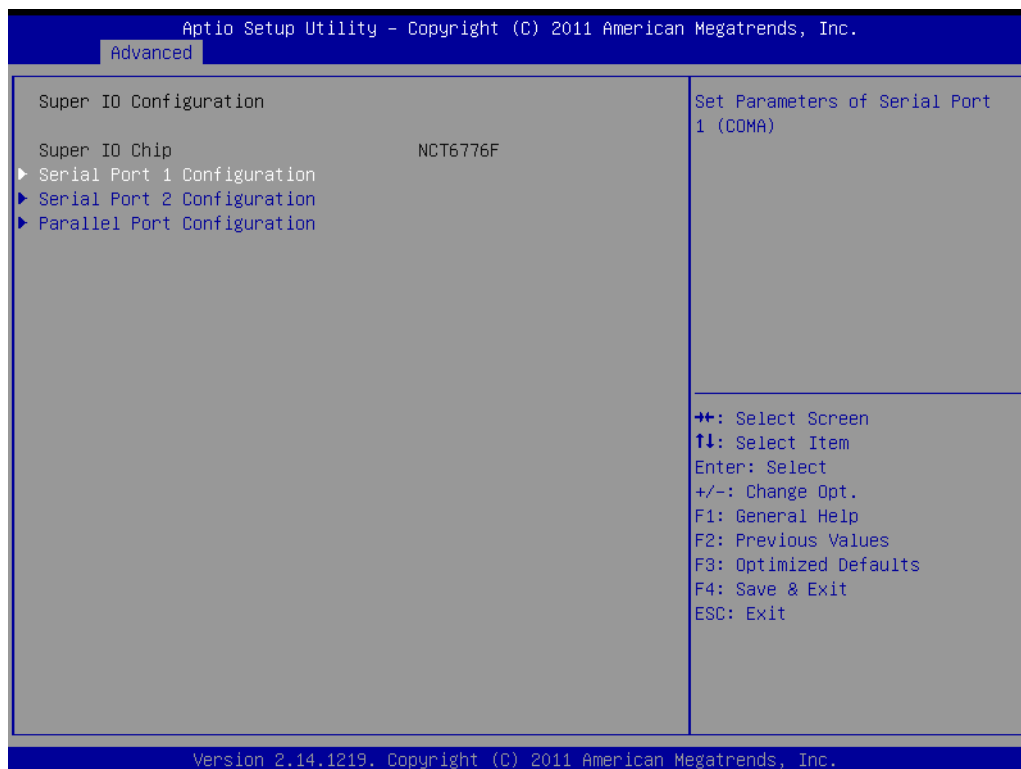 Aptio Setup Utility – Copyright (C) 2011 American Megatrends, Inc.
Advanced
Super IO Configuration
Super IO Chip NCT6776F
▶ Serial Port 1 Configuration
▶ Serial Port 2 Configuration
▶ Parallel Port Configuration
Set Parameters of Serial Port
1 (COMA)
→←: Select Screen
↑↓: Select Item
Enter: Select
+/-: Change Opt.
F1: General Help
F2: Previous Values
F3: Optimized Defaults
F4: Save & Exit
ESC: Exit
Version 2.14.1219. Copyright (C) 2011 American Megatrends, Inc.